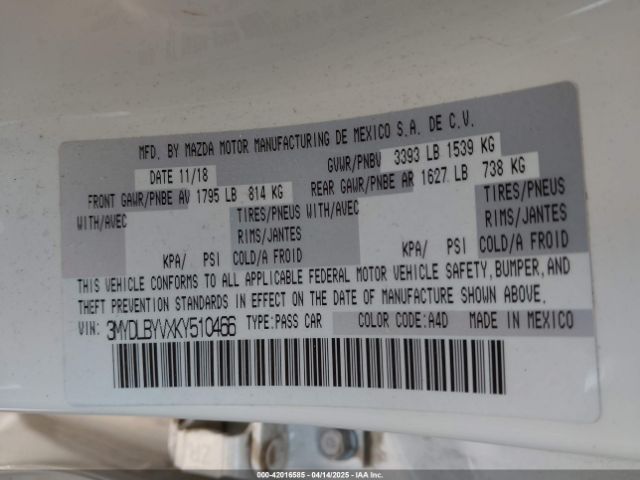 MFD. BY MAZDA MOTOR MANUFACTURING DE MEXICO S.A. DE C.V.
DATE 11/18 GVWR/PNBV 3393 LB 1539 KG
FRONT GAWR/PNBE AV 1795 LB 814 KG REAR GAWR/PNBE AR 1627 LB 738 KG
WITH/AVEC TIRES/PNEUS WITH/AVEC TIRES/PNEUS
RIMS/JANTES RIMS/JANTES
KPA/ PSI COLD/A FROID KPA/ PSI COLD/A FROID
THIS VEHICLE CONFORMS TO ALL APPLICABLE FEDERAL MOTOR VEHICLE SAFETY, BUMPER, AND
THEFT PREVENTION STANDARDS IN EFFECT ON THE DATE OF MANUFACTURE SHOWN ABOVE.
VIN: 3MYDLBYVXKY510466 TYPE:PASS CAR COLOR CODE:A4D MADE IN MEXICO
000-42016585 - 04/14/2025 - IAA Inc.